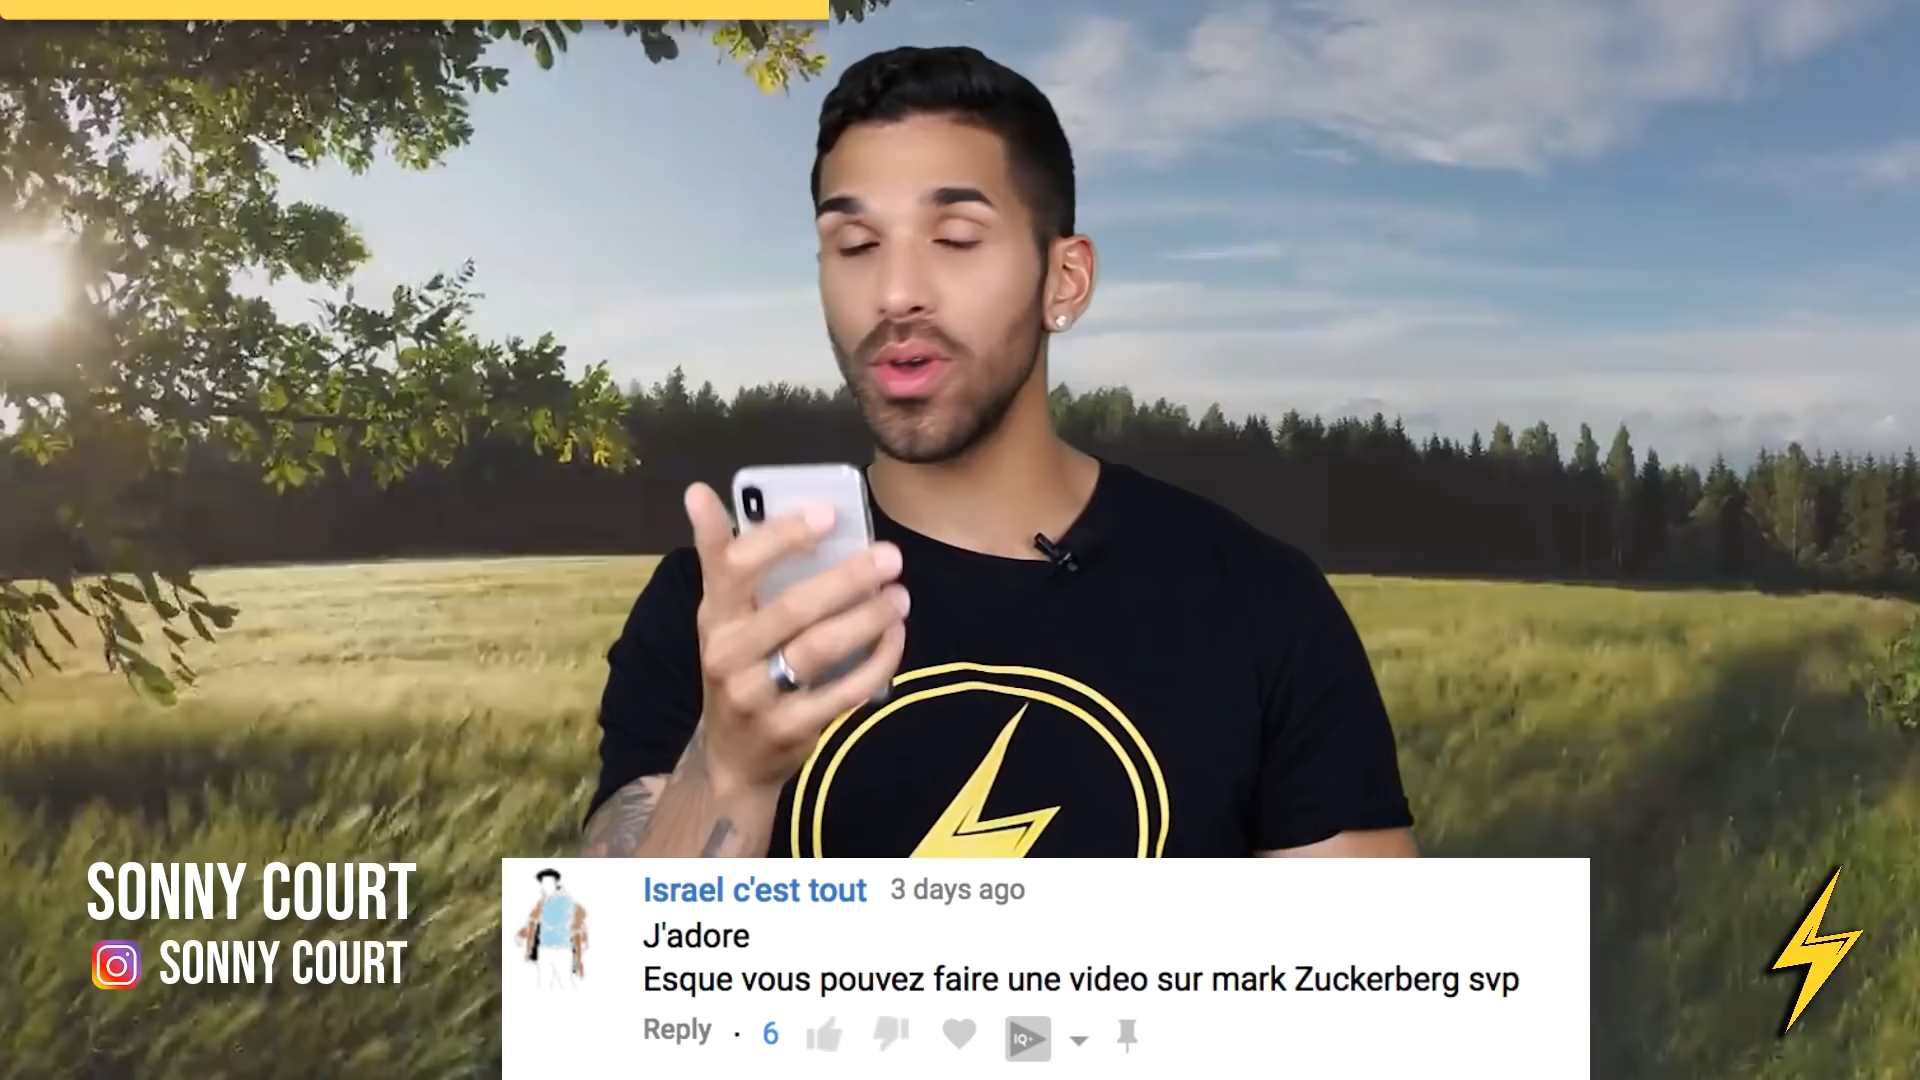 SONNY COURT
SONNY COURT
Israel c'est tout 3 days ago
J'adore
Esque vous pouvez faire une video sur mark Zuckerberg svp
Reply · 6
IQ